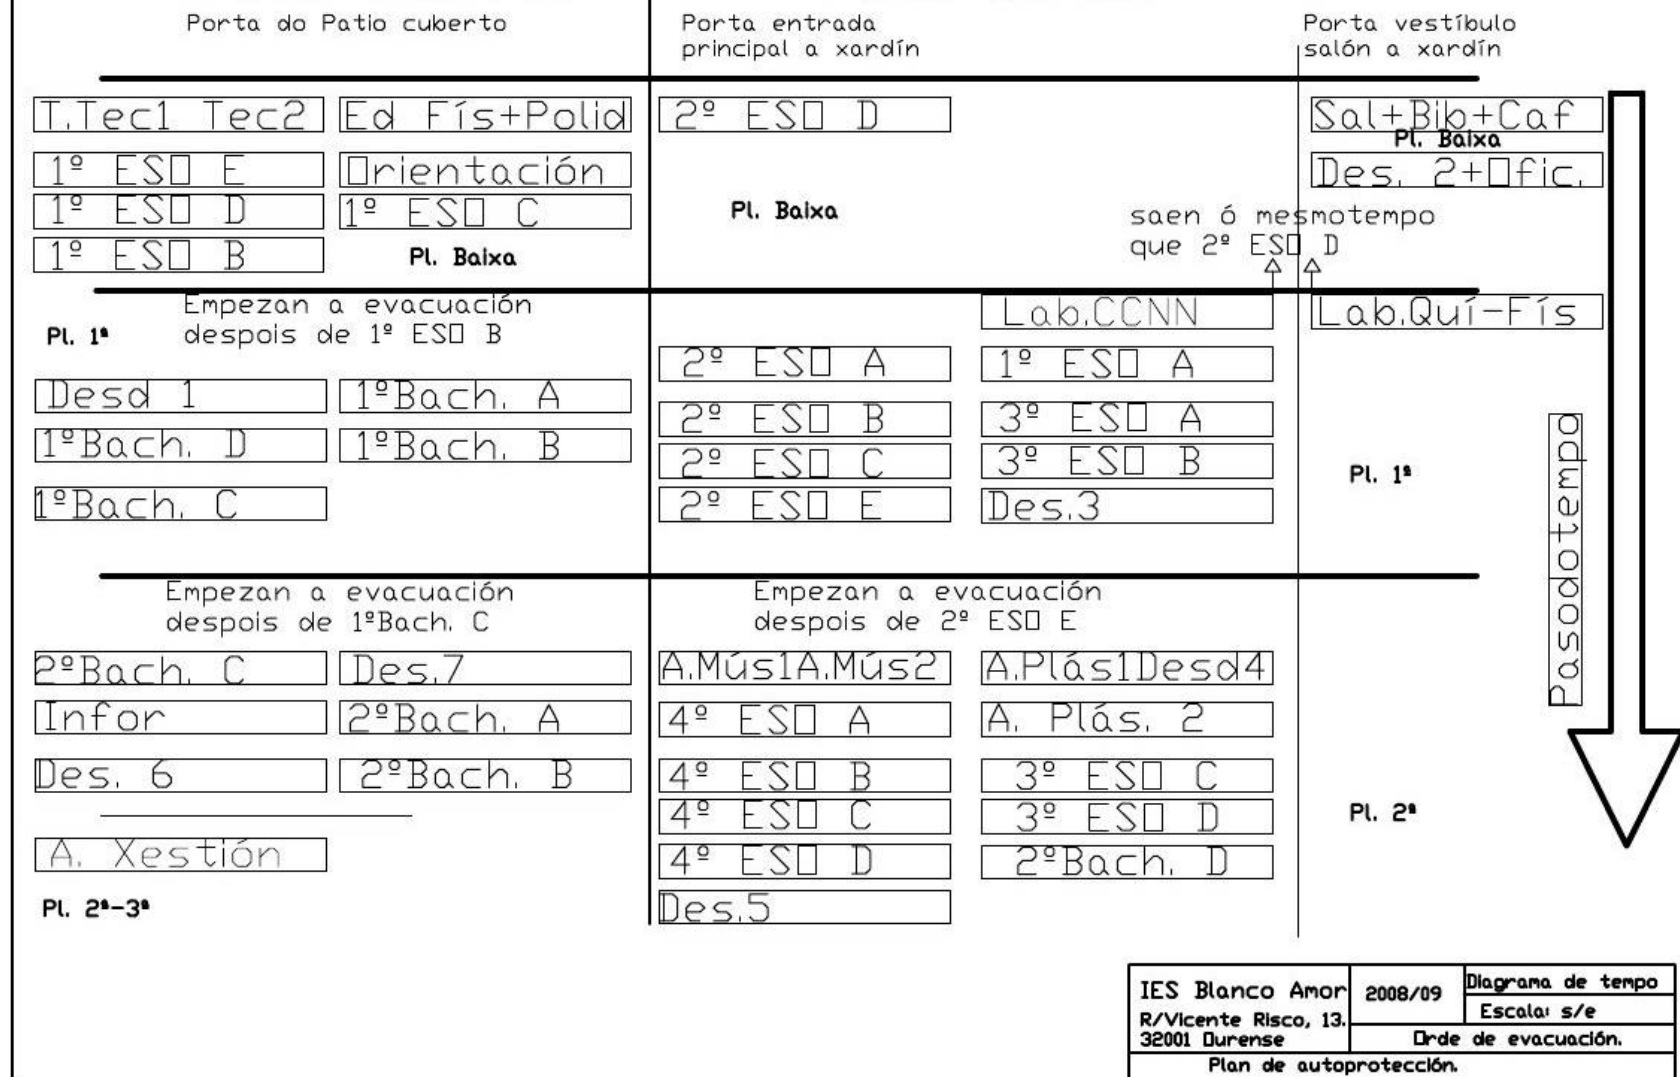 Porta do Patio cuberto
Porta entrada
principal a xardín
Porta vestíbulo
salón a xardín
T.Tec1 Tec2
Ed Fís+Polid
2º ESO D
Sal+Bib+Caf
Pl. Baixa
1º ESO E
Orientación
Des. 2+Ofic.
1º ESO D
1º ESO C
Pl. Baixa
saen ó mesmotempo
que 2º ESO D
1º ESO B
Pl. Baixa
Empezan a evacuación
despois de 1º ESO B
Pl. 1ª
Lab.CCNN
Lab.Quí-Fís
2º ESO A
1º ESO A
Desd 1
1ºBach. A
2º ESO B
3º ESO A
1ºBach. D
1ºBach. B
2º ESO C
3º ESO B
Pl. 1ª
1ºBach. C
2º ESO E
Des.3
Pasodotempo
Empezan a evacuación
despois de 1ºBach. C
Empezan a evacuación
despois de 2º ESO E
2ºBach. C
Des.7
A.Mús1A.Mús2
A.Plás1Desd4
Infor
2ºBach. A
4º ESO A
A. Plás. 2
Des. 6
2ºBach. B
4º ESO B
3º ESO C
4º ESO C
3º ESO D
Pl. 2ª
A. Xestión
4º ESO D
2ºBach. D
Pl. 2ª-3ª
Des.5
IES Blanco Amor
R/Vicente Risco, 13.
32001 Ourense
2008/09
Diagrama de tempo
Escala: s/e
Orde de evacuación.
Plan de autoprotección.